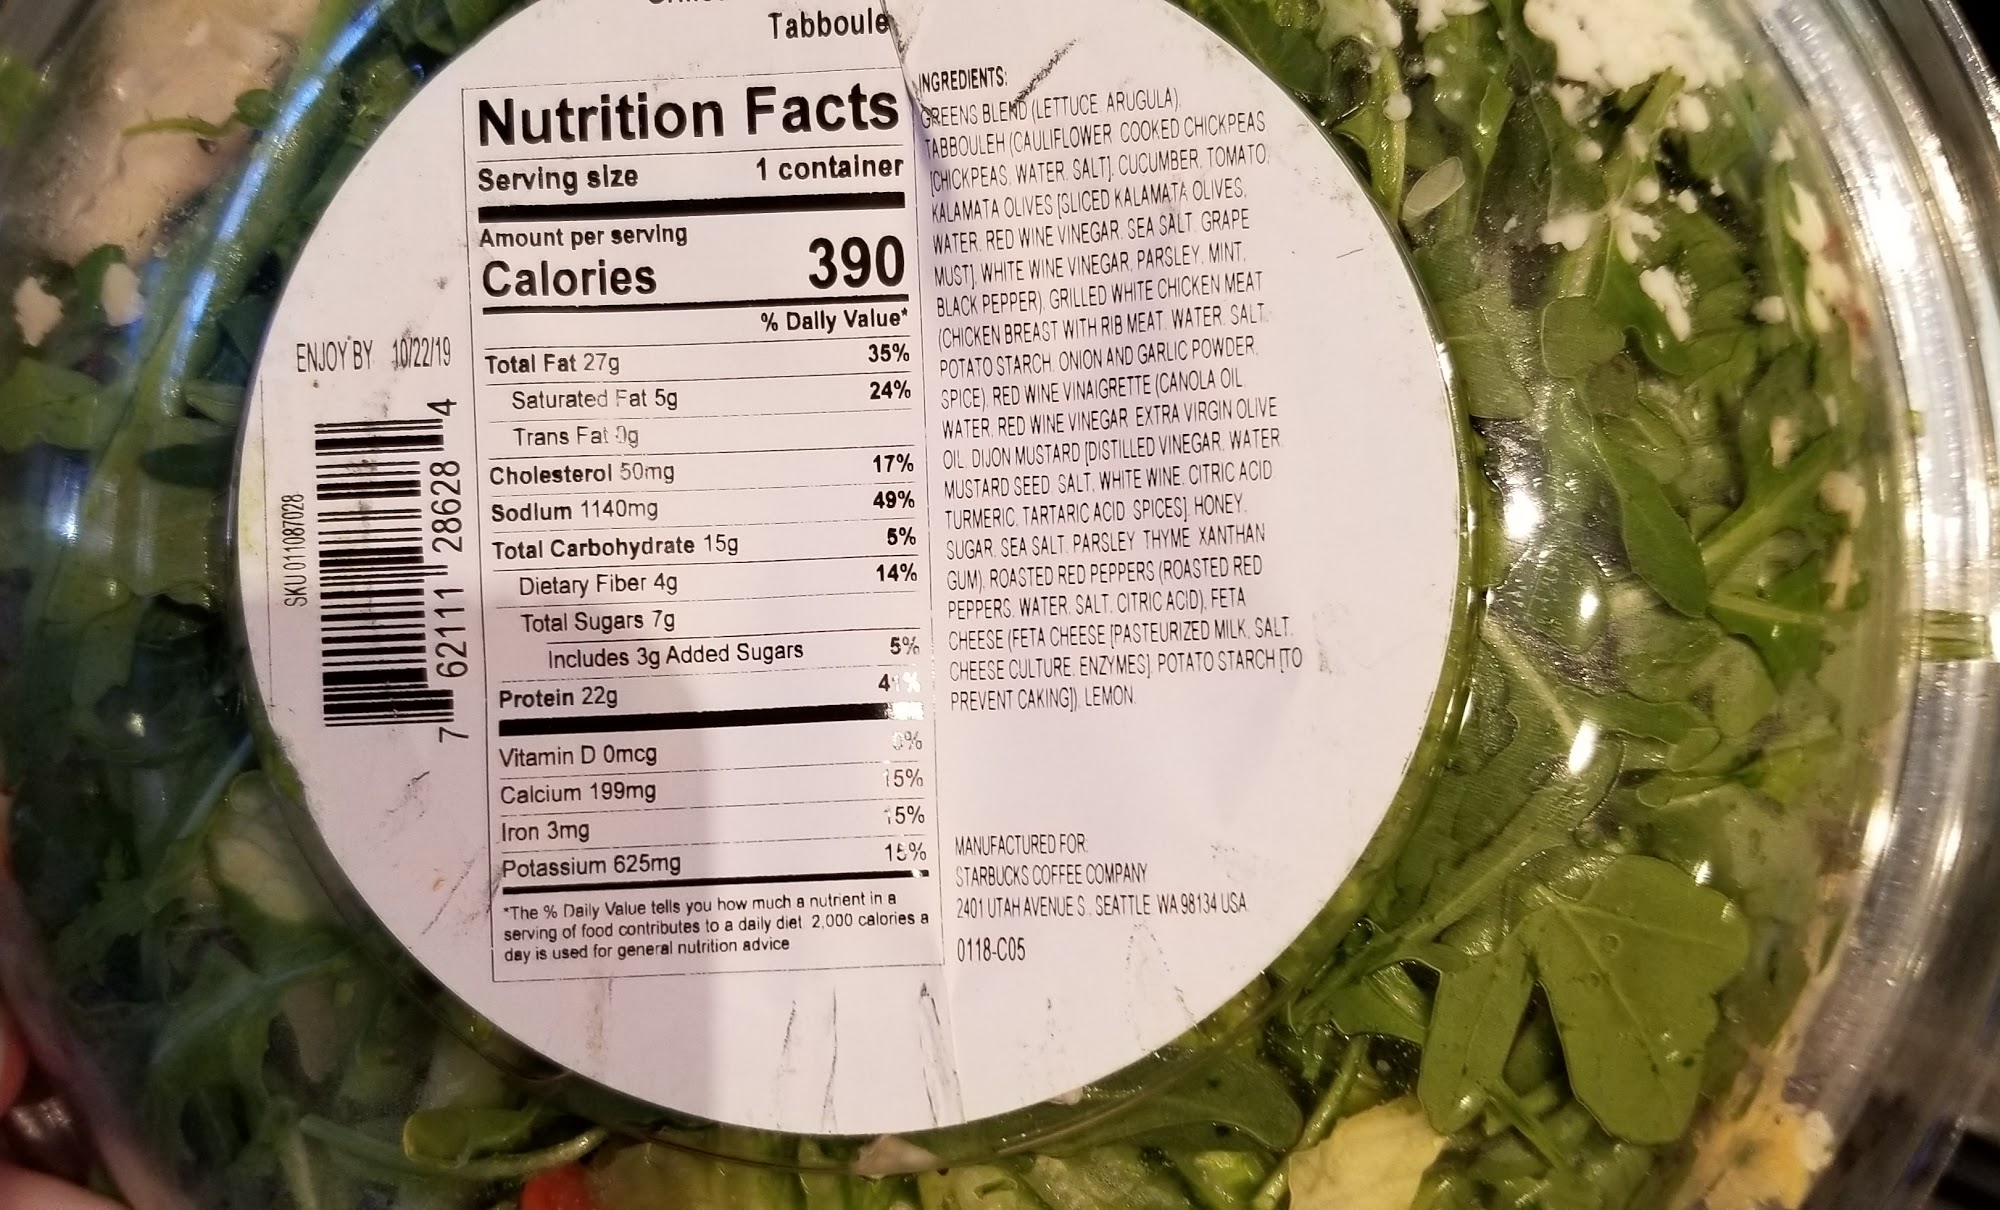 Tabboule
Nutrition Facts
Serving size 1 container
Amount per serving
Calories 390
% Daily Value*
Total Fat 27g 35%
Saturated Fat 5g 24%
Trans Fat 0g
Cholesterol 50mg 17%
Sodium 1140mg 49%
Total Carbohydrate 15g 5%
Dietary Fiber 4g 14%
Total Sugars 7g
Includes 3g Added Sugars 5%
Protein 22g 41%
Vitamin D 0mcg 0%
Calcium 199mg 15%
Iron 3mg 15%
Potassium 625mg 15%
*The % Daily Value tells you how much a nutrient in a
serving of food contributes to a daily diet. 2,000 calories a
day is used for general nutrition advice
ENJOY BY 10/22/19
SKU 011087028
7 62111 28628 4
INGREDIENTS:
GREENS BLEND (LETTUCE, ARUGULA),
TABBOULEH (CAULIFLOWER, COOKED CHICKPEAS
[CHICKPEAS, WATER, SALT], CUCUMBER, TOMATO,
KALAMATA OLIVES [SLICED KALAMATA OLIVES,
WATER, RED WINE VINEGAR, SEA SALT, GRAPE
MUST], WHITE WINE VINEGAR, PARSLEY, MINT,
BLACK PEPPER), GRILLED WHITE CHICKEN MEAT
(CHICKEN BREAST WITH RIB MEAT, WATER, SALT,
POTATO STARCH, ONION AND GARLIC POWDER,
SPICE), RED WINE VINAIGRETTE (CANOLA OIL,
WATER, RED WINE VINEGAR, EXTRA VIRGIN OLIVE
OIL, DIJON MUSTARD [DISTILLED VINEGAR, WATER,
MUSTARD SEED, SALT, WHITE WINE, CITRIC ACID,
TURMERIC, TARTARIC ACID, SPICES], HONEY,
SUGAR, SEA SALT, PARSLEY, THYME, XANTHAN
GUM), ROASTED RED PEPPERS (ROASTED RED
PEPPERS, WATER, SALT, CITRIC ACID), FETA
CHEESE (FETA CHEESE [PASTEURIZED MILK, SALT,
CHEESE CULTURE, ENZYMES], POTATO STARCH [TO
PREVENT CAKING]), LEMON.
MANUFACTURED FOR:
STARBUCKS COFFEE COMPANY
2401 UTAH AVENUE S., SEATTLE, WA 98134 USA
0118-C05